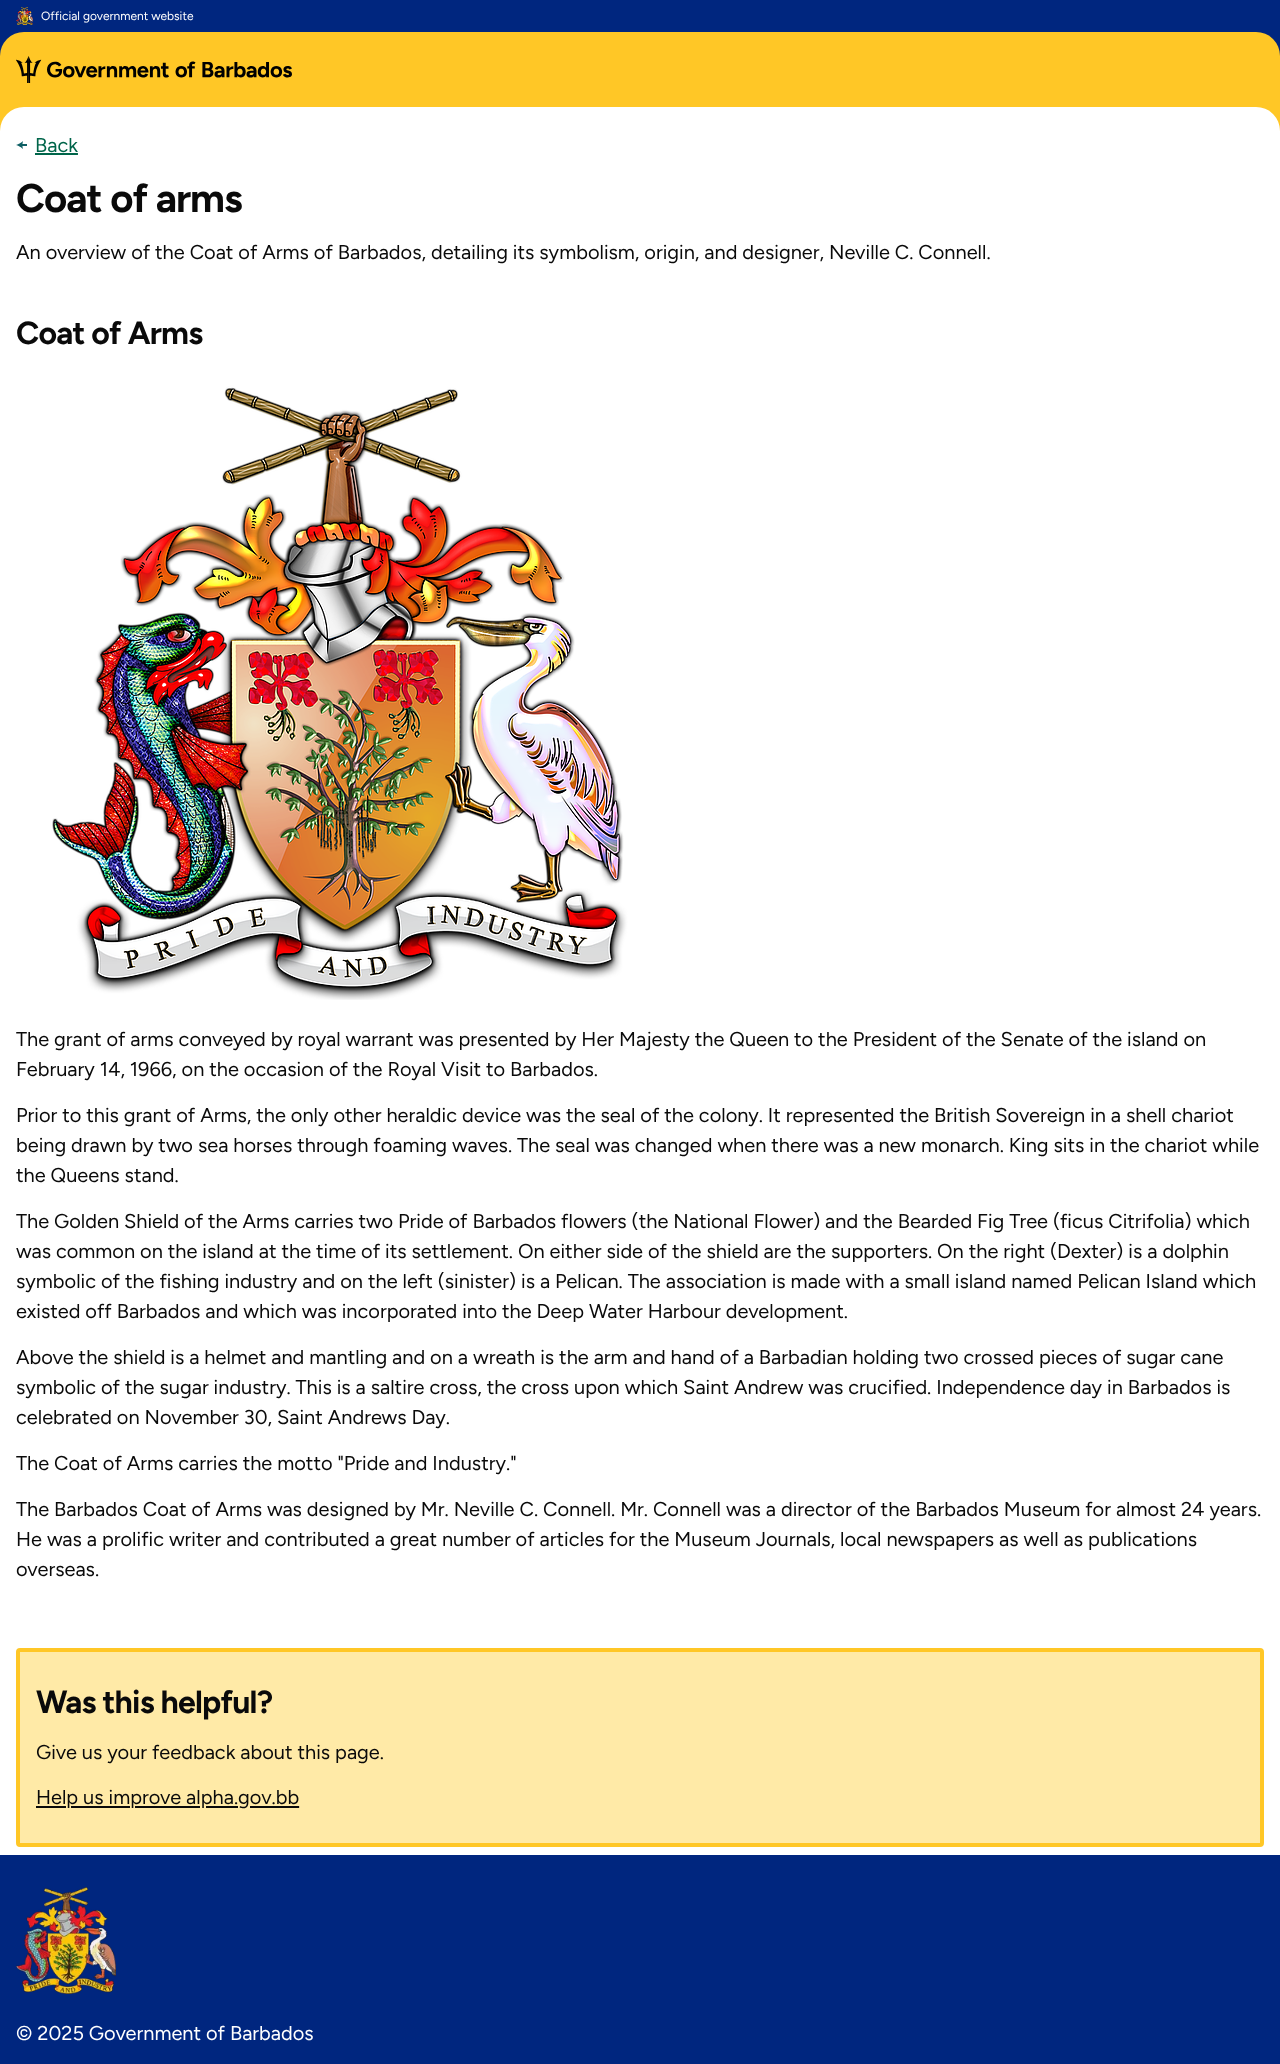 Official government website
Government of Barbados
Back
Coat of arms
An overview of the Coat of Arms of Barbados, detailing its symbolism, origin, and designer, Neville C. Connell.
Coat of Arms
PRIDE AND INDUSTRY
The grant of arms conveyed by royal warrant was presented by Her Majesty the Queen to the President of the Senate of the island on
February 14, 1966, on the occasion of the Royal Visit to Barbados.
Prior to this grant of Arms, the only other heraldic device was the seal of the colony. It represented the British Sovereign in a shell chariot
being drawn by two sea horses through foaming waves. The seal was changed when there was a new monarch. King sits in the chariot while
the Queens stand.
The Golden Shield of the Arms carries two Pride of Barbados flowers (the National Flower) and the Bearded Fig Tree (ficus Citrifolia) which
was common on the island at the time of its settlement. On either side of the shield are the supporters. On the right (Dexter) is a dolphin
symbolic of the fishing industry and on the left (sinister) is a Pelican. The association is made with a small island named Pelican Island which
existed off Barbados and which was incorporated into the Deep Water Harbour development.
Above the shield is a helmet and mantling and on a wreath is the arm and hand of a Barbadian holding two crossed pieces of sugar cane
symbolic of the sugar industry. This is a saltire cross, the cross upon which Saint Andrew was crucified. Independence day in Barbados is
celebrated on November 30, Saint Andrews Day.
The Coat of Arms carries the motto "Pride and Industry."
The Barbados Coat of Arms was designed by Mr. Neville C. Connell. Mr. Connell was a director of the Barbados Museum for almost 24 years.
He was a prolific writer and contributed a great number of articles for the Museum Journals, local newspapers as well as publications
overseas.
Was this helpful?
Give us your feedback about this page.
Help us improve alpha.gov.bb
PRIDE AND INDUSTRY
© 2025 Government of Barbados